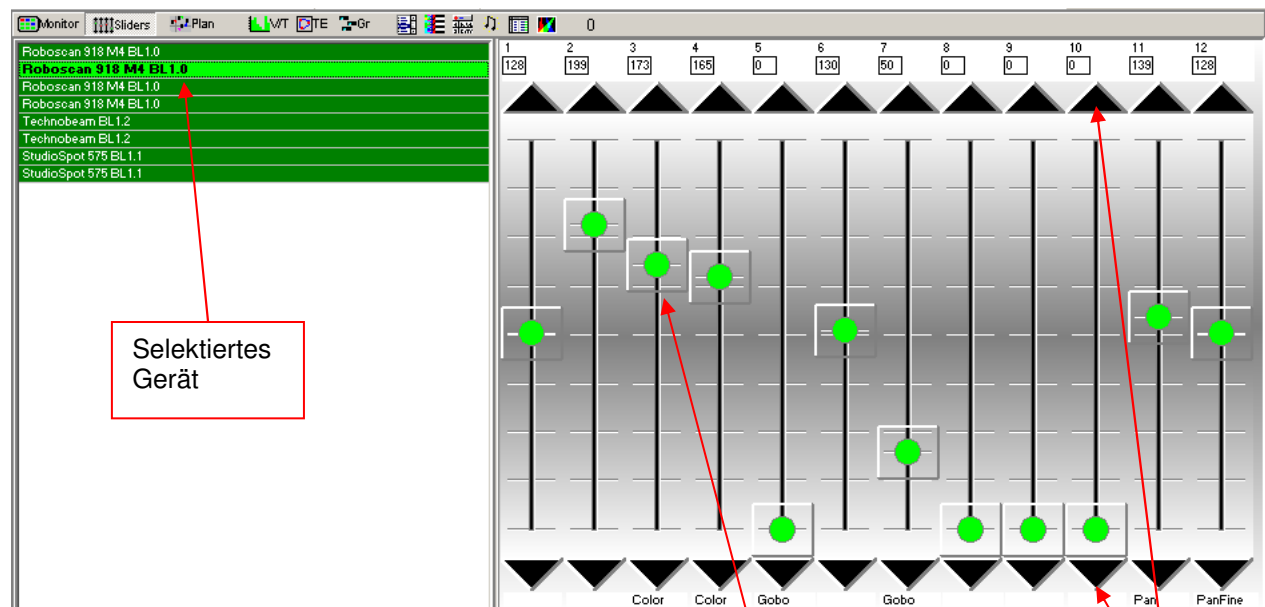 Monitor Sliders Plan V/T TE Gr 0
Roboscan 918 M4 BL1.0
Roboscan 918 M4 BL1.0
Roboscan 918 M4 BL1.0
Roboscan 918 M4 BL1.0
Technobeam BL1.2
Technobeam BL1.2
StudioSpot 575 BL1.1
StudioSpot 575 BL1.1
Selektiertes
Gerät
1 2 3 4 5 6 7 8 9 10 11 12
128 199 173 165 0 130 50 0 0 0 139 128
Color Color Gobo Gobo Pan PanFine